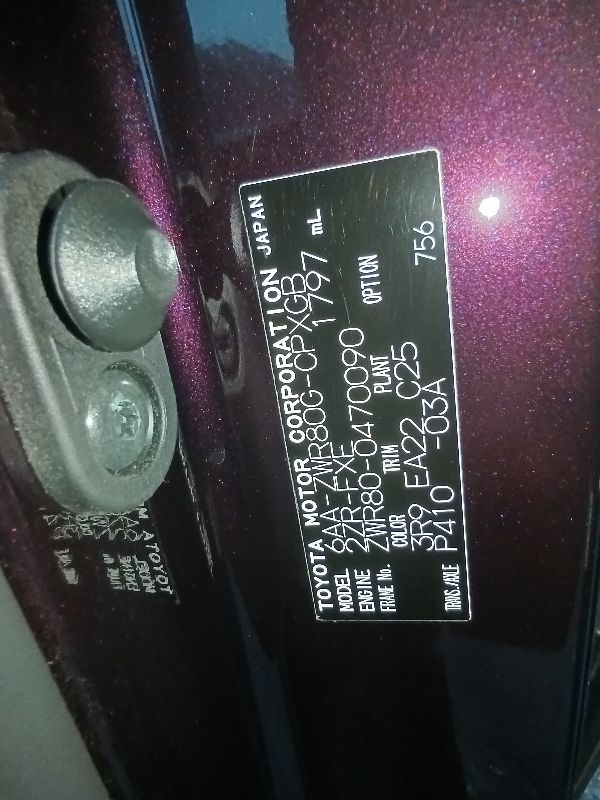 TOYOTA MOTOR CORPORATION JAPAN
MODEL 6AA-ZWR80G-CPXGB
ENGINE 2ZR-FXE 1797 mL
FRAME No. ZWR80-0470090
COLOR TRIM PLANT OPTION
3R9 EA22 C25 756
TRANS./AXLE P410 -03A